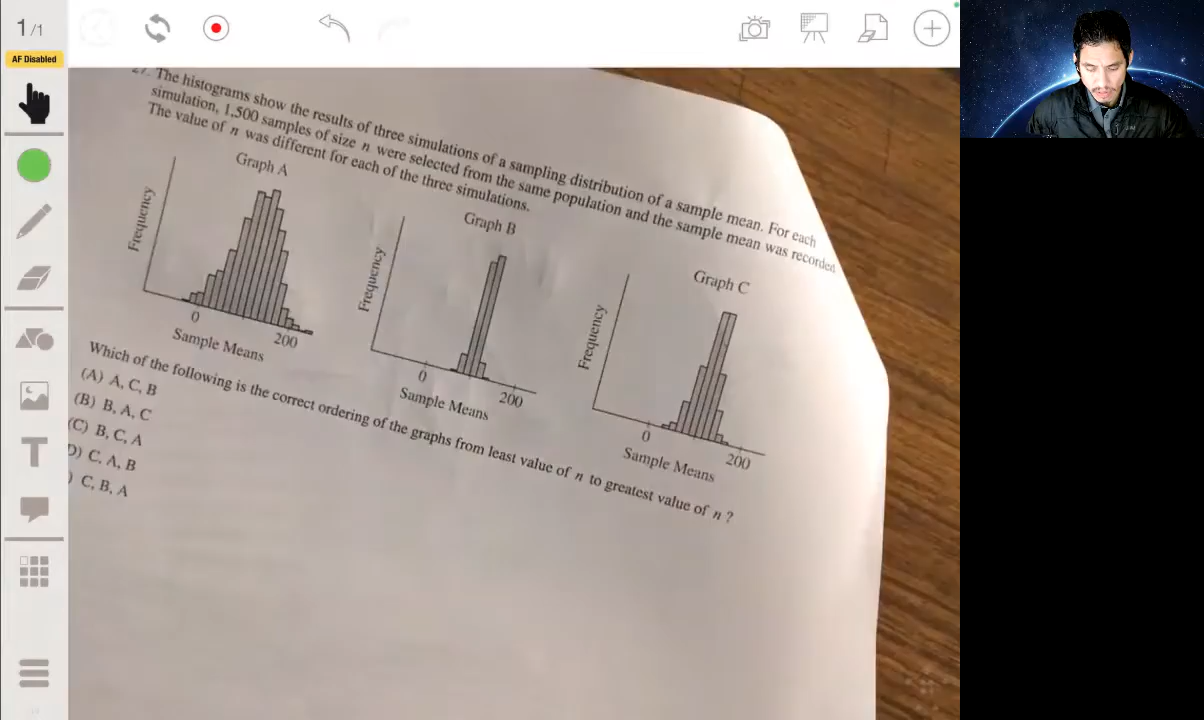 1/1
AF Disabled
27. The histograms show the results of three simulations of a sampling distribution of a sample mean. For each
simulation, 1,500 samples of size n were selected from the same population and the sample mean was recorded
The value of n was different for each of the three simulations.
Graph A
Frequency
0
200
Sample Means
Graph B
Frequency
0
200
Sample Means
Graph C
Frequency
0
200
Sample Means
Which of the following is the correct ordering of the graphs from least value of n to greatest value of n ?
(A) A, C, B
(B) B, A, C
(C) B, C, A
D) C, A, B
) C, B, A
T